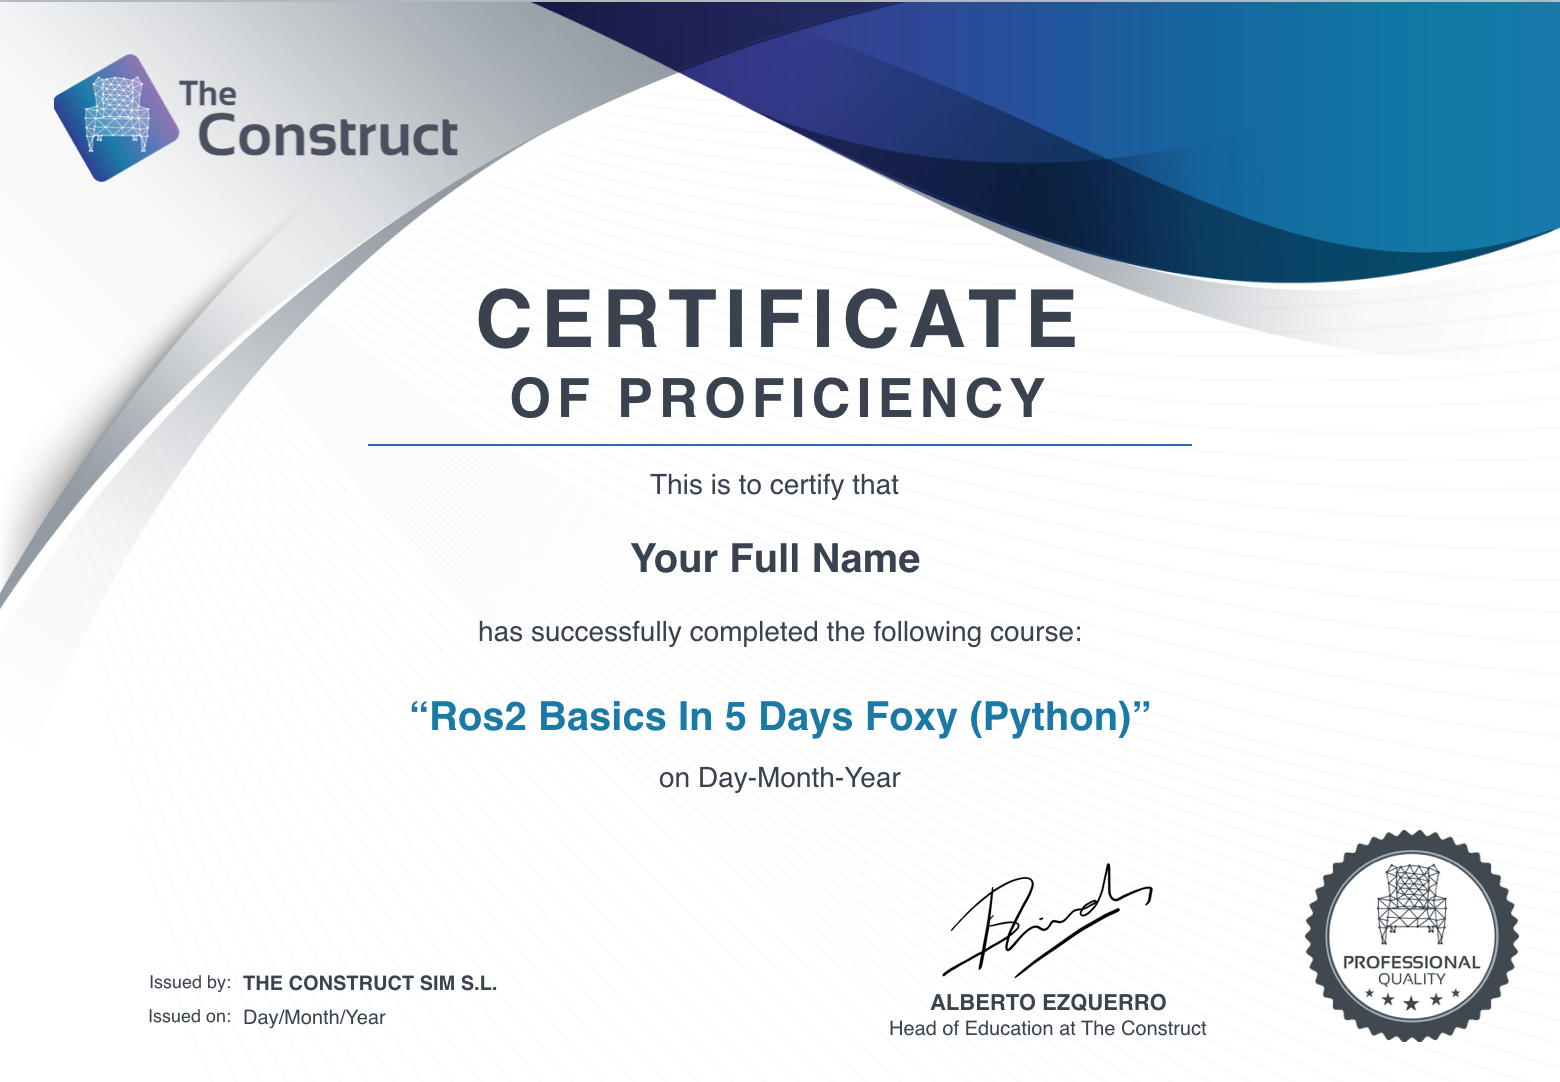 The
Construct
CERTIFICATE
OF PROFICIENCY
This is to certify that
Your Full Name
has successfully completed the following course:
“Ros2 Basics In 5 Days Foxy (Python)”
on Day-Month-Year
Issued by: THE CONSTRUCT SIM S.L.
Issued on: Day/Month/Year
ALBERTO EZQUERRO
Head of Education at The Construct
PROFESSIONAL
QUALITY